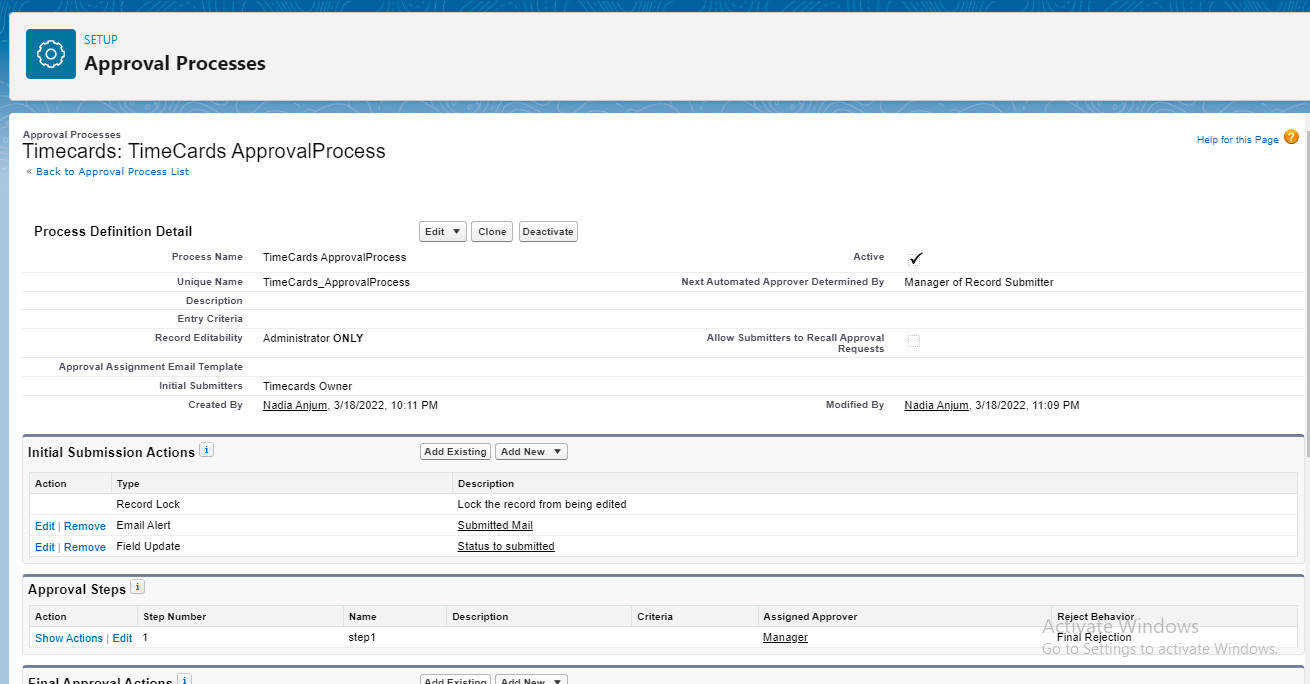 SETUP
Approval Processes
Approval Processes
Timecards: TimeCards ApprovalProcess
« Back to Approval Process List
Help for this Page ?
Process Definition Detail Edit Clone Deactivate
Process Name TimeCards ApprovalProcess Active
Unique Name TimeCards_ApprovalProcess Next Automated Approver Determined By Manager of Record Submitter
Description
Entry Criteria
Record Editability Administrator ONLY Allow Submitters to Recall Approval
Requests
Approval Assignment Email Template
Initial Submitters Timecards Owner
Created By Nadia Anjum, 3/18/2022, 10:11 PM Modified By Nadia Anjum, 3/18/2022, 11:09 PM
Initial Submission Actions i Add Existing Add New
Action Type Description
Record Lock Lock the record from being edited
Edit | Remove Email Alert Submitted Mail
Edit | Remove Field Update Status to submitted
Approval Steps i
Action Step Number Name Description Criteria Assigned Approver Reject Behavior
Show Actions | Edit 1 step1 Manager Final Rejection
Activate Windows
Go to Settings to activate Windows.
Final Approval Actions i Add Existing Add New